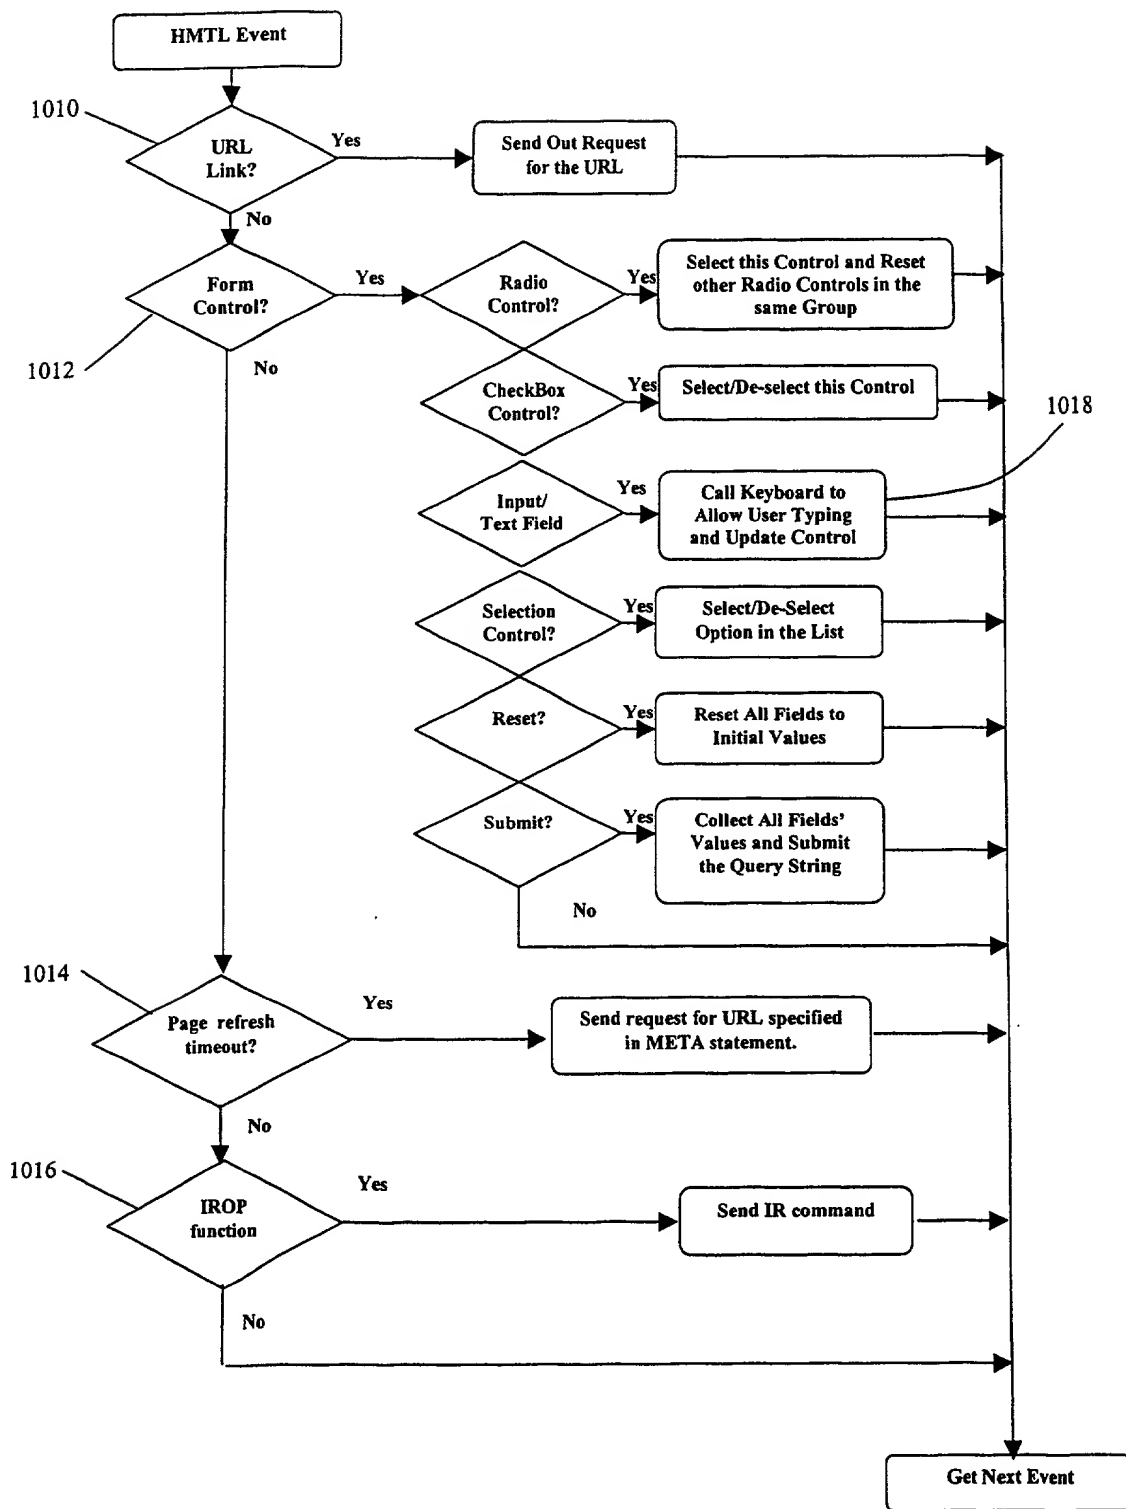 HMTL Event
1010
URL
Link?
Yes
Send Out Request
for the URL
No
Form
Control?
Yes
1012
No
Radio
Control?
Yes
Select this Control and Reset
other Radio Controls in the
same Group
CheckBox
Control?
Yes
Select/De-select this Control
1018
Input/
Text Field
Yes
Call Keyboard to
Allow User Typing
and Update Control
Selection
Control?
Yes
Select/De-Select
Option in the List
Reset?
Yes
Reset All Fields to
Initial Values
Submit?
Yes
Collect All Fields'
Values and Submit
the Query String
No
1014
Page refresh
timeout?
Yes
Send request for URL specified
in META statement.
No
1016
IROP
function
Yes
Send IR command
No
Get Next Event